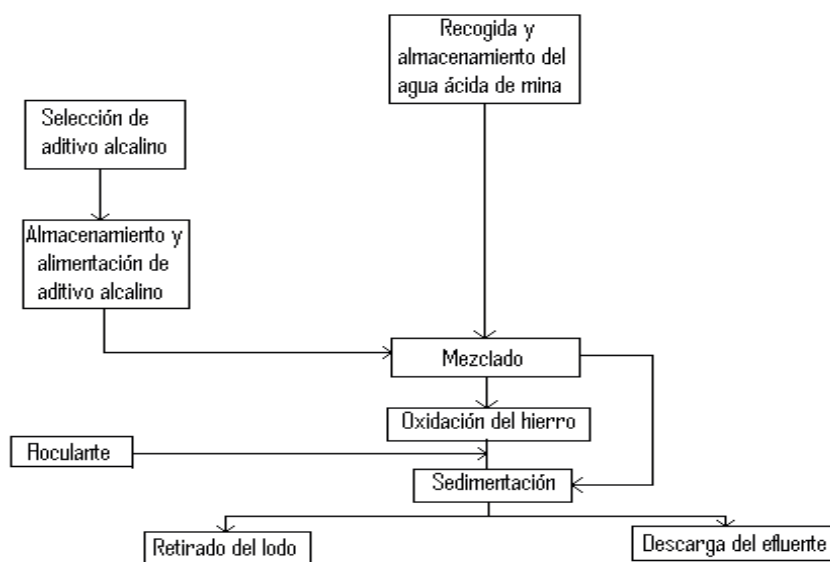 Recogida y
almacenamiento del
agua ácida de mina
Selección de
aditivo alcalino
Almacenamiento y
alimentación de
aditivo alcalino
Mezclado
Oxidación del hierro
Floculante
Sedimentación
Retirado del lodo
Descarga del efluente